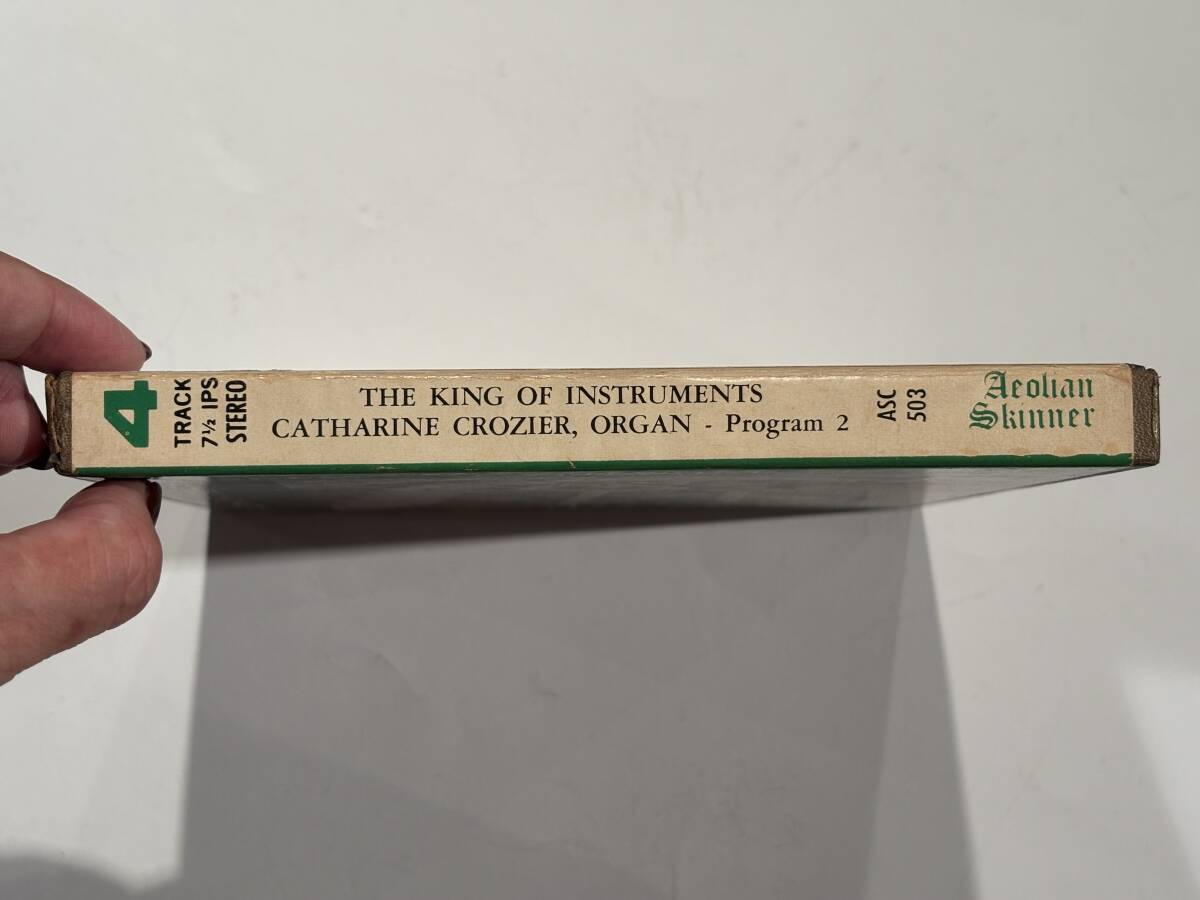 4
TRACK
7½ IPS
STEREO
THE KING OF INSTRUMENTS
CATHARINE CROZIER, ORGAN - Program 2
ASC
503
Aeolian
Skinner